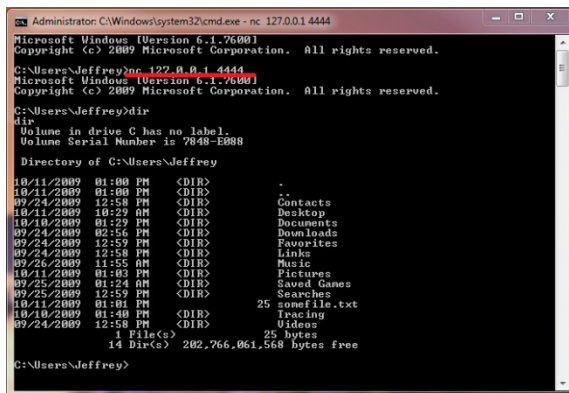 Administrator: C:\Windows\system32\cmd.exe - nc 127.0.0.1 4444
Microsoft Windows [Version 6.1.7600]
Copyright (c) 2009 Microsoft Corporation.  All rights reserved.
C:\Users\Jeffrey>nc 127.0.0.1 4444
Microsoft Windows [Version 6.1.7600]
Copyright (c) 2009 Microsoft Corporation.  All rights reserved.
C:\Users\Jeffrey>dir
dir
Volume in drive C has no label.
Volume Serial Number is 7848-E088
Directory of C:\Users\Jeffrey
10/11/2009  01:00 PM    <DIR>          .
10/11/2009  01:00 PM    <DIR>          ..
09/24/2009  12:58 PM    <DIR>          Contacts
10/11/2009  10:29 AM    <DIR>          Desktop
10/10/2009  01:29 PM    <DIR>          Documents
09/24/2009  02:56 PM    <DIR>          Downloads
09/24/2009  12:59 PM    <DIR>          Favorites
09/24/2009  12:58 PM    <DIR>          Links
09/26/2009  11:55 AM    <DIR>          Music
10/11/2009  01:03 PM    <DIR>          Pictures
09/25/2009  01:24 AM    <DIR>          Saved Games
09/25/2009  12:59 PM    <DIR>          Searches
10/11/2009  01:01 PM                25 somefile.txt
10/10/2009  01:40 PM    <DIR>          Tracing
09/24/2009  12:58 PM    <DIR>          Videos
1 File(s)             25 bytes
14 Dir(s)  202,766,061,568 bytes free
C:\Users\Jeffrey>